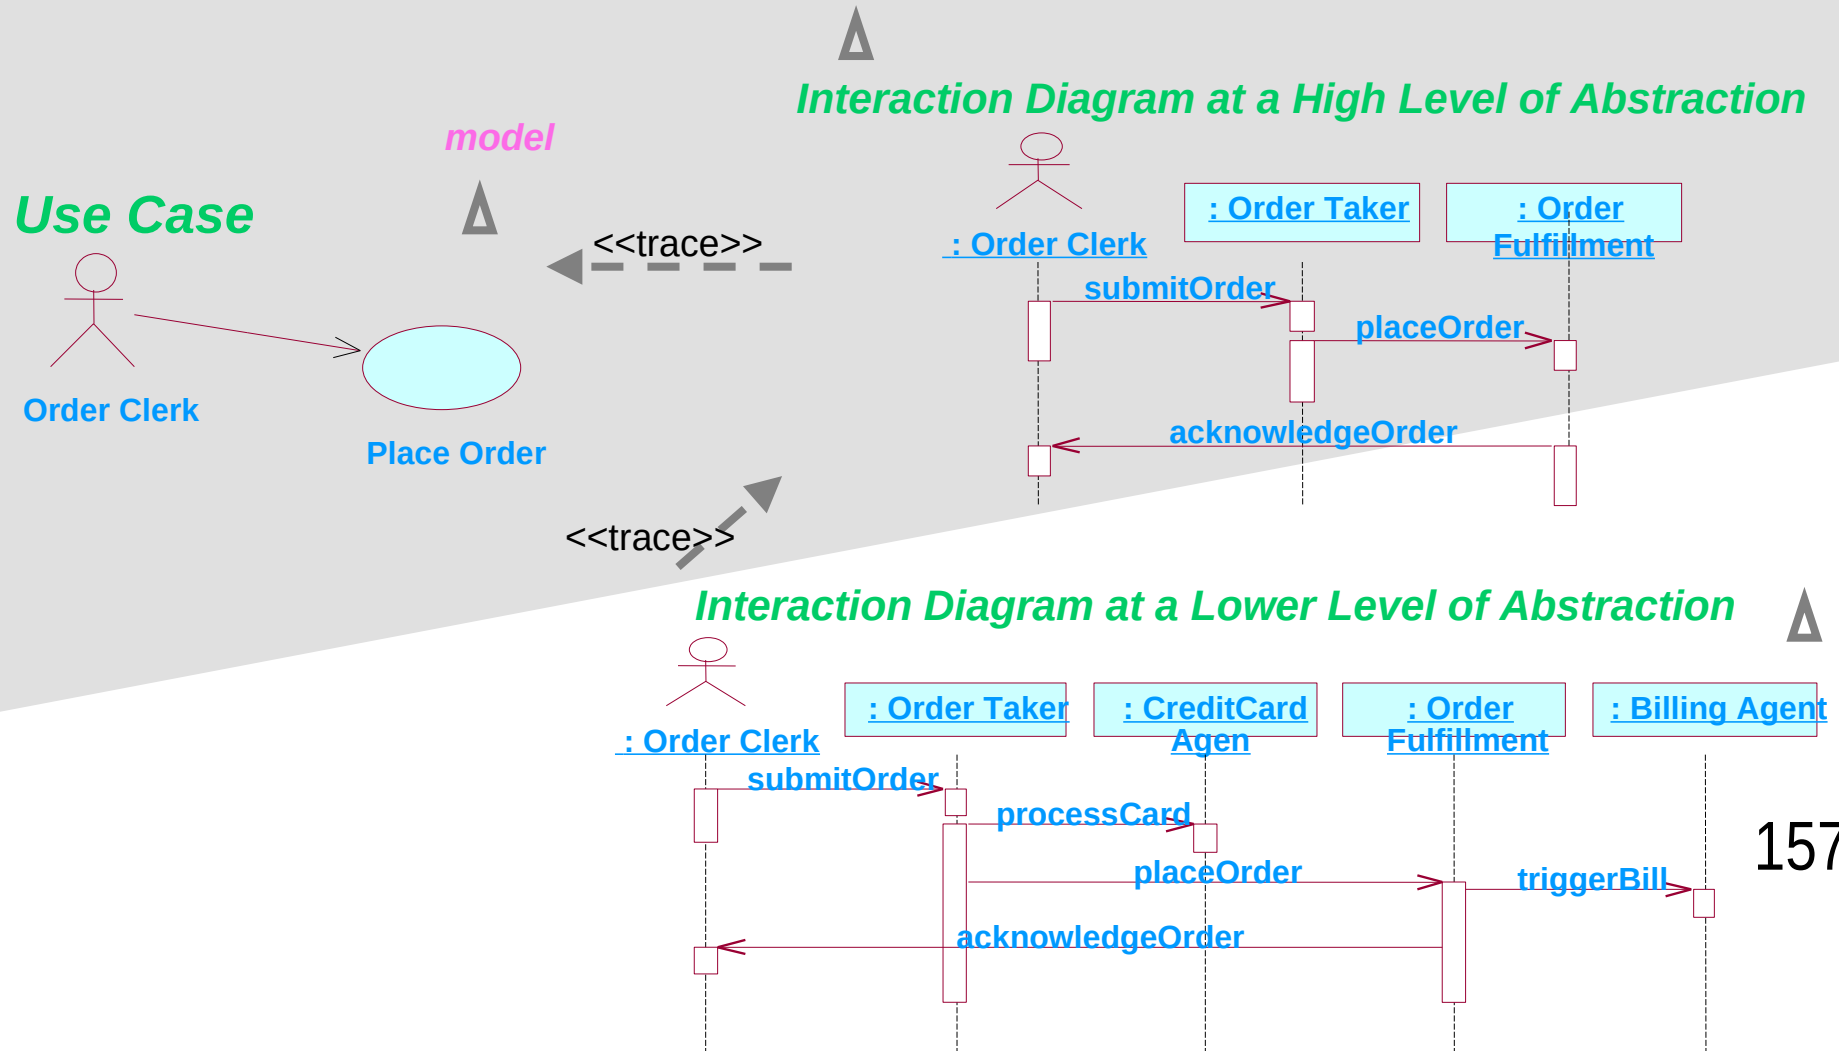 Interaction Diagram at a High Level of Abstraction
model
Use Case
: Order Taker
: Order
Fulfillment
<<trace>>
: Order Clerk
submitOrder
placeOrder
Order Clerk
acknowledgeOrder
Place Order
<<trace>>
Interaction Diagram at a Lower Level of Abstraction
: Order Taker
: CreditCard
Agen
: Order
Fulfillment
: Billing Agent
: Order Clerk
submitOrder
processCard
placeOrder
triggerBill
acknowledgeOrder
157